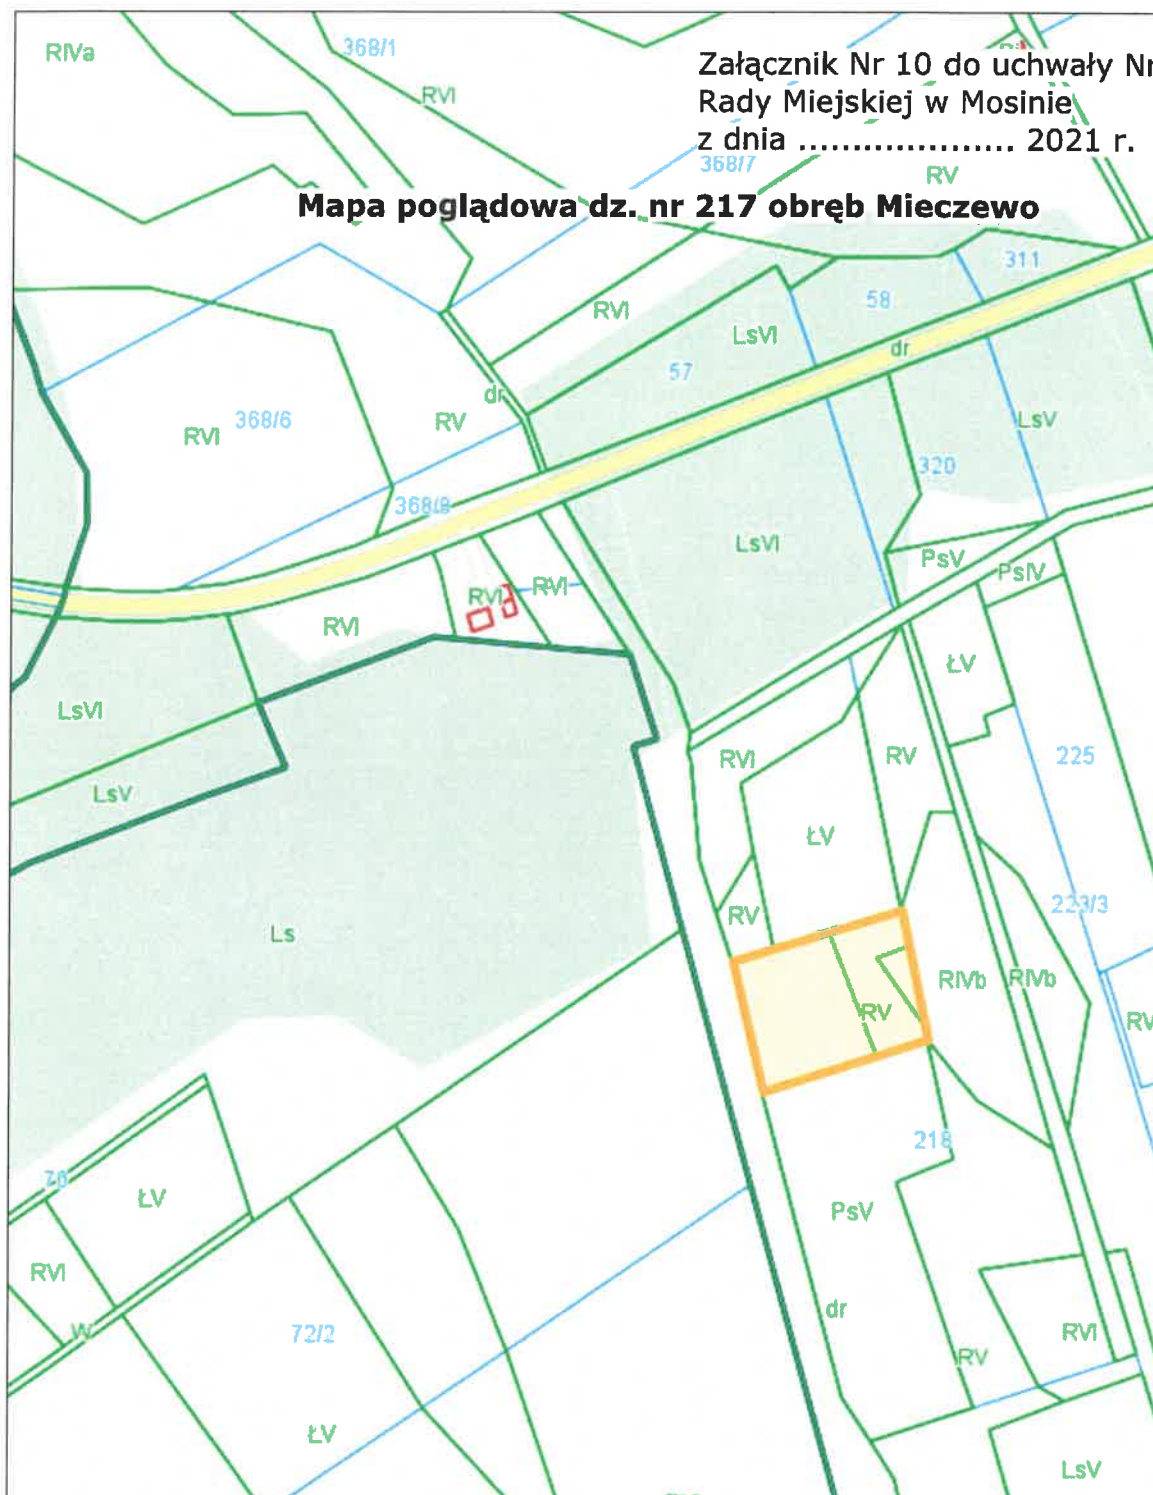 RIVa
368/1
RVI
Załącznik Nr 10 do uchwały Nr
Rady Miejskiej w Mosinie
z dnia .................... 2021 r.
368/7
RV
Mapa poglądowa dz. nr 217 obręb Mieczewo
311
58
RVI
LsVI
dr
57
dr
RVI
368/6
RV
LsV
320
368/8
LsVI
PsV
PsIV
RVI
RVI
RVI
ŁV
LsVI
RVI
RV
225
LsV
ŁV
223/3
RV
Ls
RIVb
RIVb
RV
RV
218
76
ŁV
PsV
RVI
dr
W
72/2
RVI
RV
ŁV
LsV